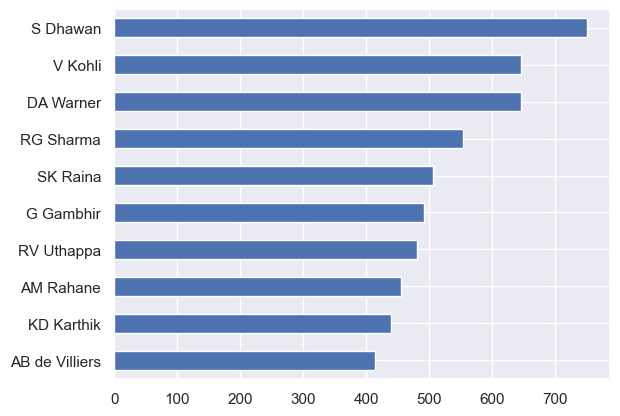 S Dhawan
V Kohli
DA Warner
RG Sharma
SK Raina
G Gambhir
RV Uthappa
AM Rahane
KD Karthik
AB de Villiers
0 100 200 300 400 500 600 700